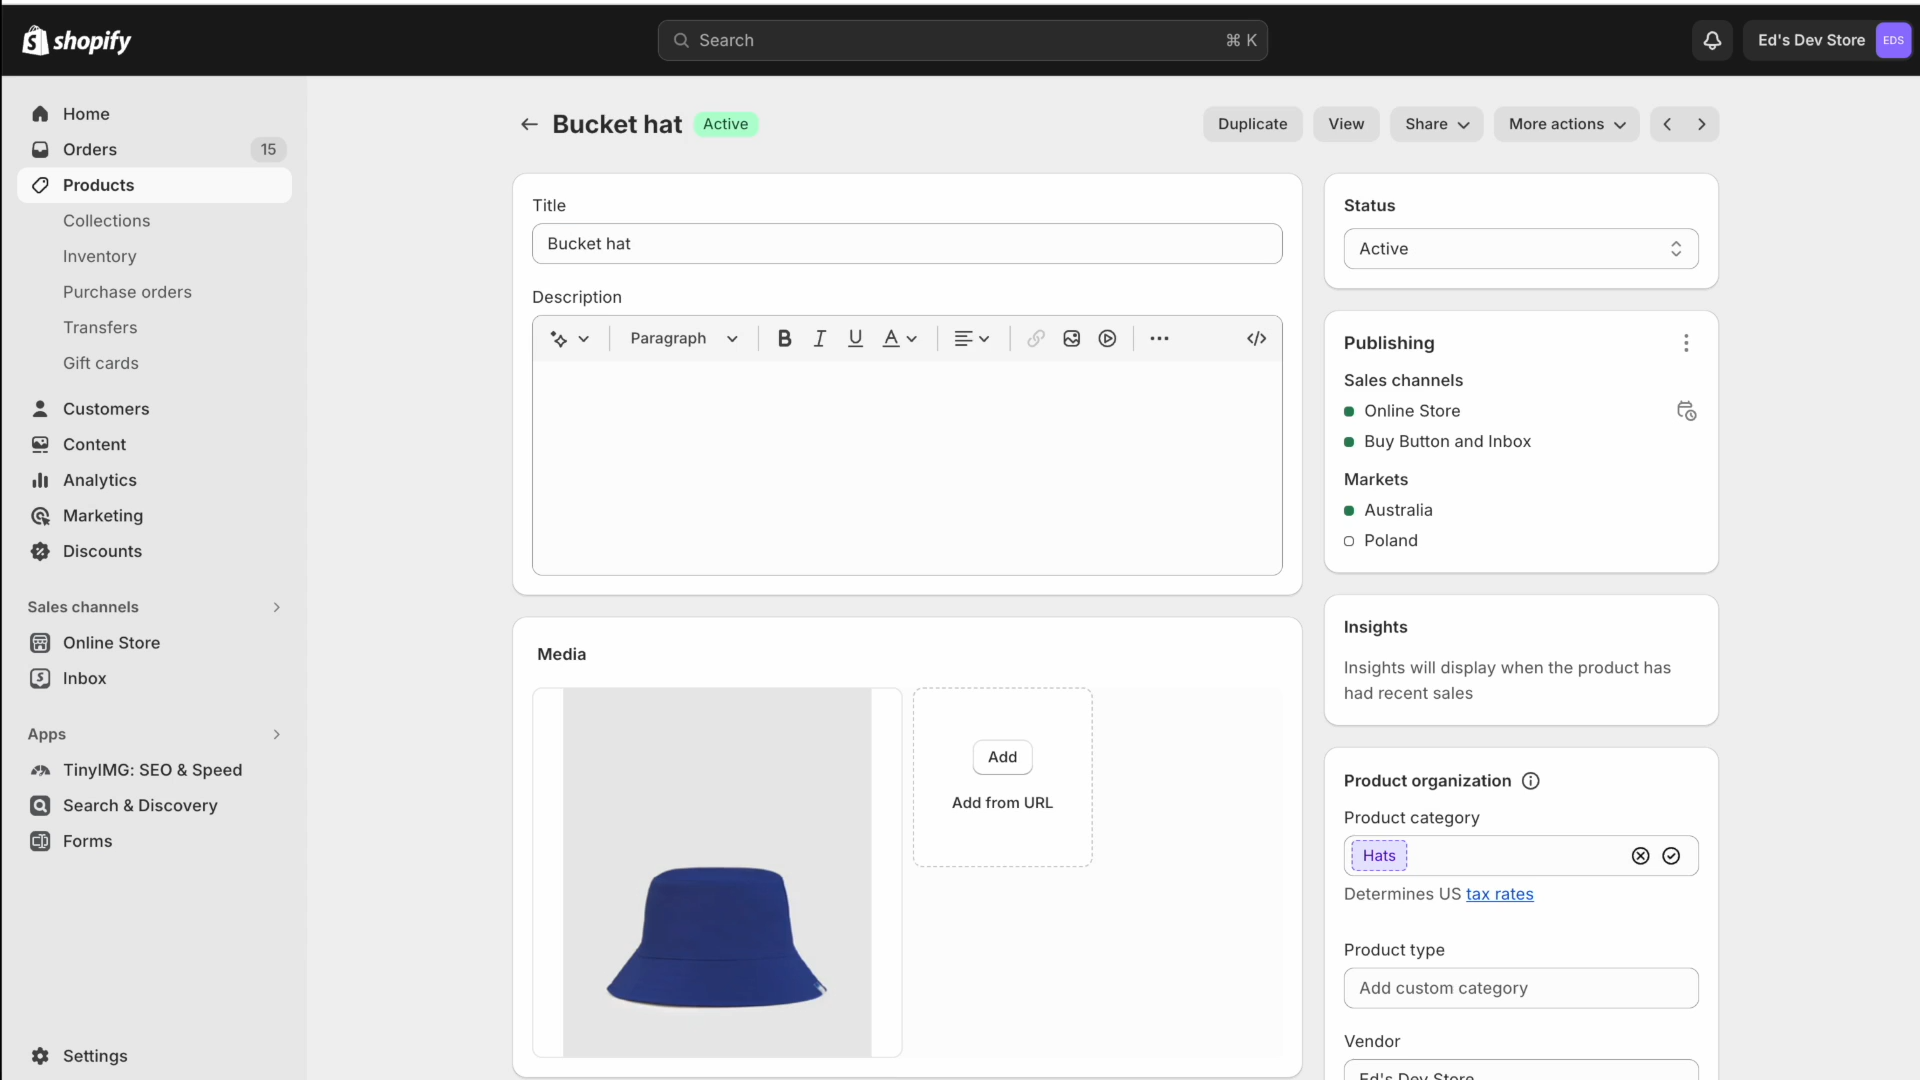 shopify
Search
⌘ K
Ed's Dev Store
EDS
Home
Orders
15
Products
Collections
Inventory
Purchase orders
Transfers
Gift cards
Customers
Content
Analytics
Marketing
Discounts
Sales channels
Online Store
Inbox
Apps
TinyIMG: SEO & Speed
Search & Discovery
Forms
Settings
Bucket hat
Active
Duplicate
View
Share
More actions
Title
Bucket hat
Description
Paragraph
B I U A
Media
Add
Add from URL
Status
Active
Publishing
Sales channels
Online Store
Buy Button and Inbox
Markets
Australia
Poland
Insights
Insights will display when the product has
had recent sales
Product organization
Product category
Hats
Determines US tax rates
Product type
Add custom category
Vendor
Ed's Dev Store